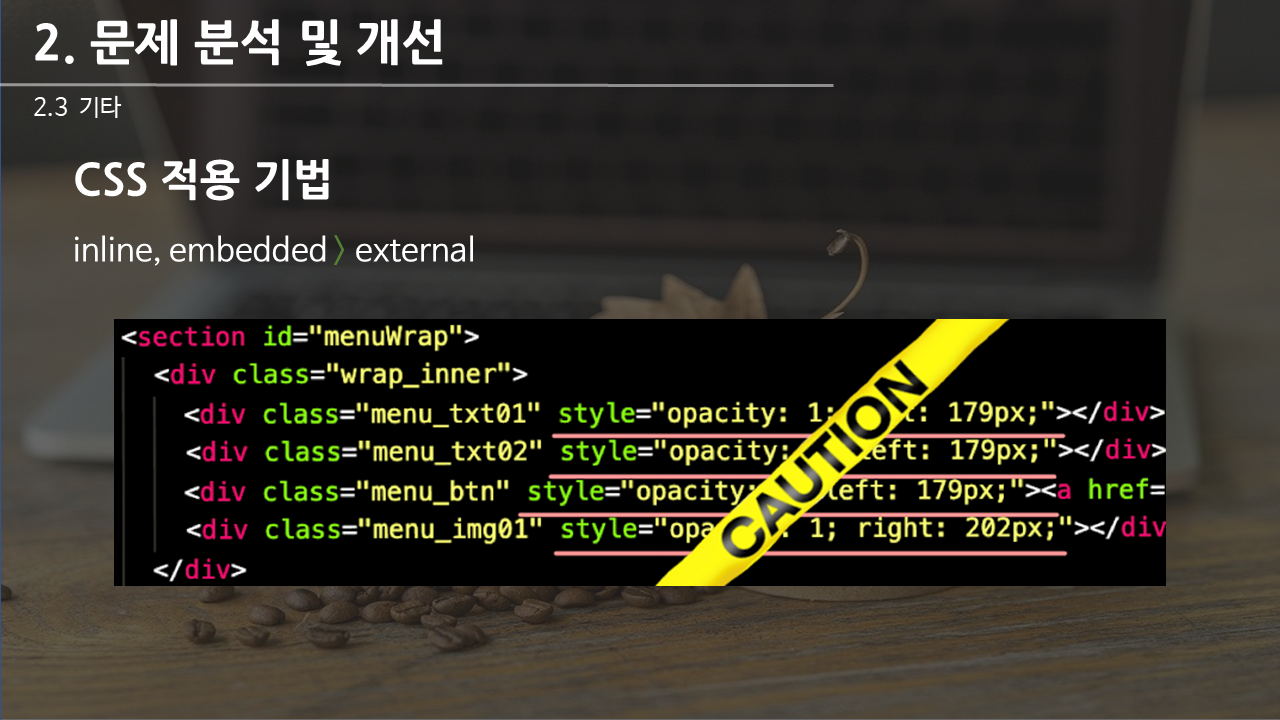 2. 문제 분석 및 개선
2.3 기타
CSS 적용 기법
inline, embedded 〉 external
<section id="menuWrap">
<div class="wrap_inner">
<div class="menu_txt01" style="opacity: 1; : 179px;"></div>
<div class="menu_txt02" style="opacity: left: 179px;"></div>
<div class="menu_btn" style="opacity left: 179px;"><a href=
<div class="menu_img01" style="opa 1; right: 202px;"></div
</div>
CAUTION